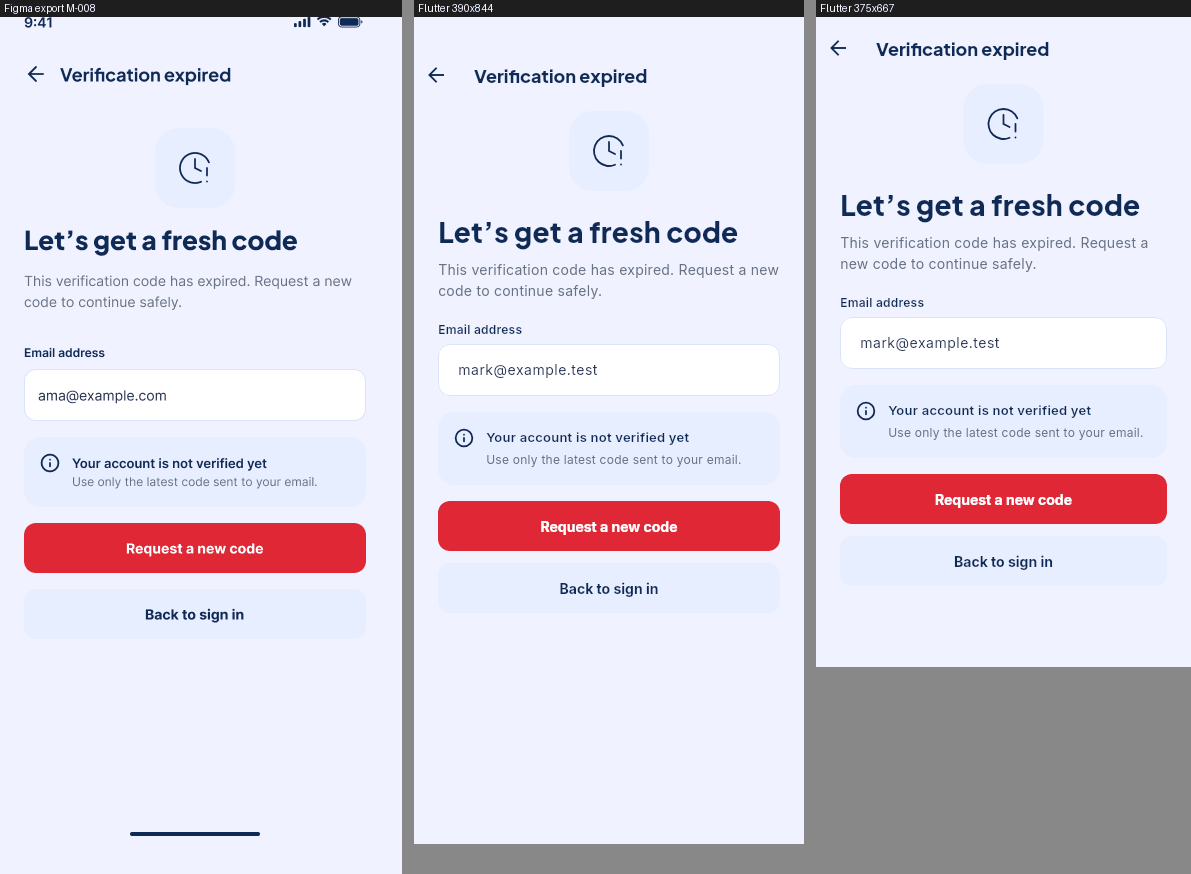 Figma export M-008
9:41
Verification expired
Let's get a fresh code
This verification code has expired. Request a new
code to continue safely.
Email address
ama@example.com
Your account is not verified yet
Use only the latest code sent to your email.
Request a new code
Back to sign in
Flutter 390x844
Verification expired
Let's get a fresh code
This verification code has expired. Request a new
code to continue safely.
Email address
mark@example.test
Your account is not verified yet
Use only the latest code sent to your email.
Request a new code
Back to sign in
Flutter 375x667
Verification expired
Let's get a fresh code
This verification code has expired. Request a
new code to continue safely.
Email address
mark@example.test
Your account is not verified yet
Use only the latest code sent to your email.
Request a new code
Back to sign in